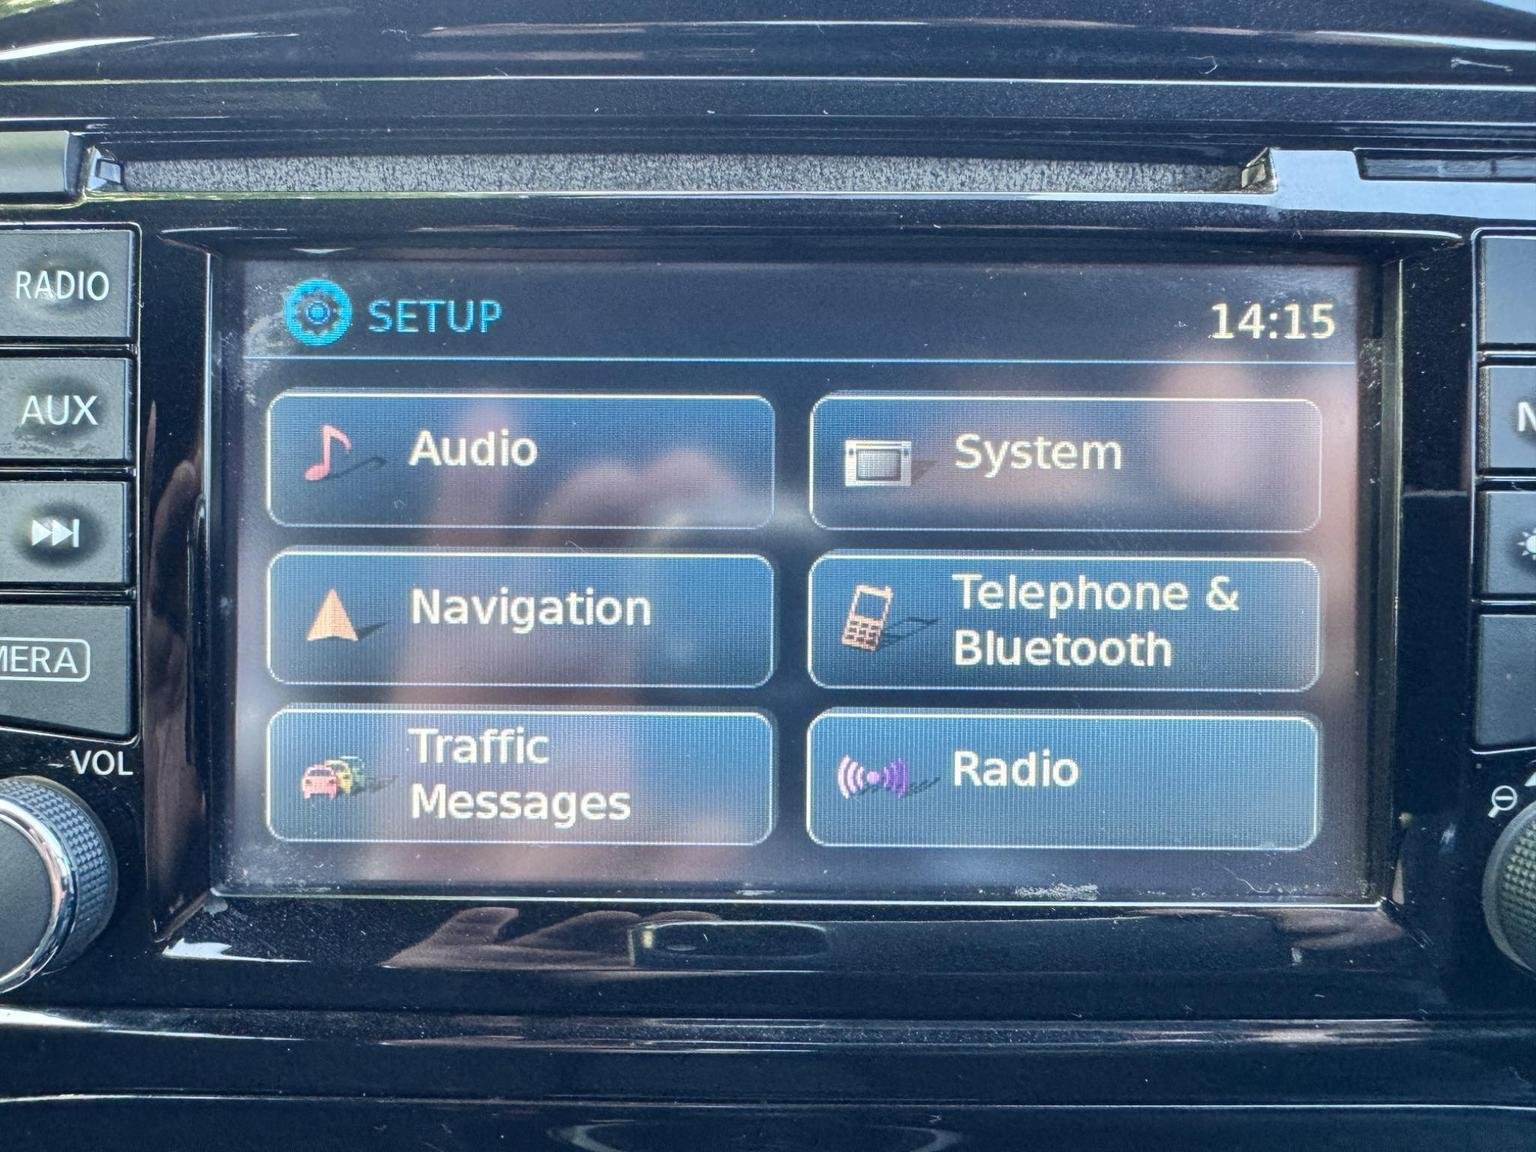 RADIO
AUX
MERA
VOL
SETUP
14:15
Audio
System
Navigation
Telephone &
Bluetooth
Traffic
Messages
Radio
N